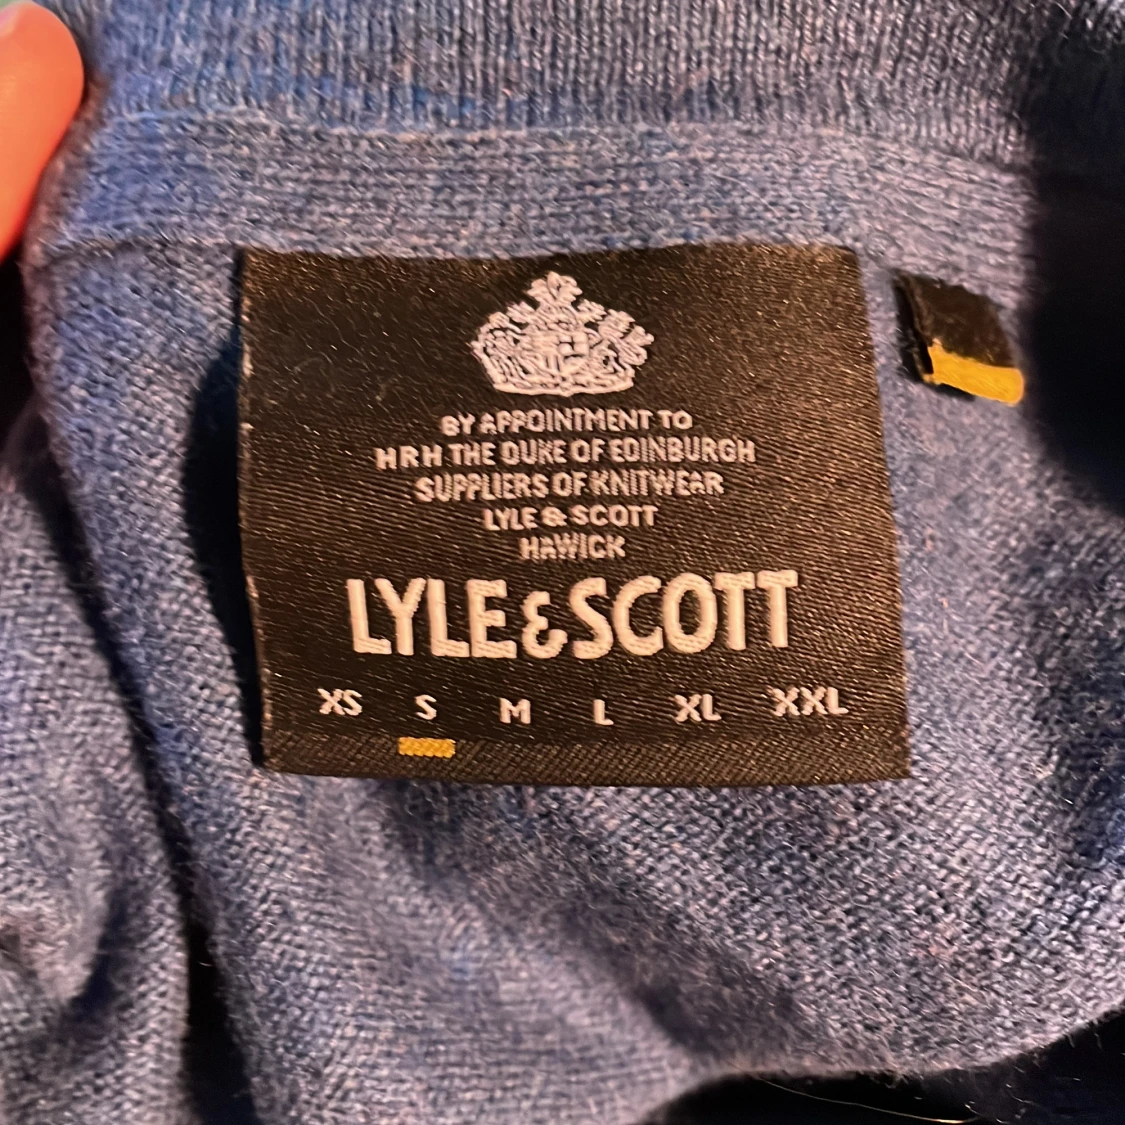 BY APPOINTMENT TO
HRH THE DUKE OF EDINBURGH
SUPPLIERS OF KNITWEAR
LYLE & SCOTT
HAWICK
LYLE & SCOTT
XS S M L XL XXL